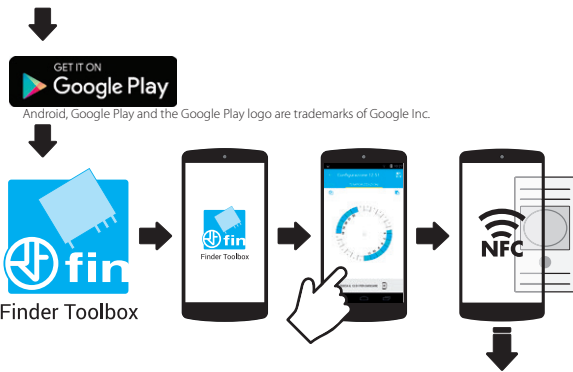 GET IT ON
Google Play
Android, Google Play and the Google Play logo are trademarks of Google Inc.
fin
Finder Toolbox
fin
Finder Toolbox
NFC